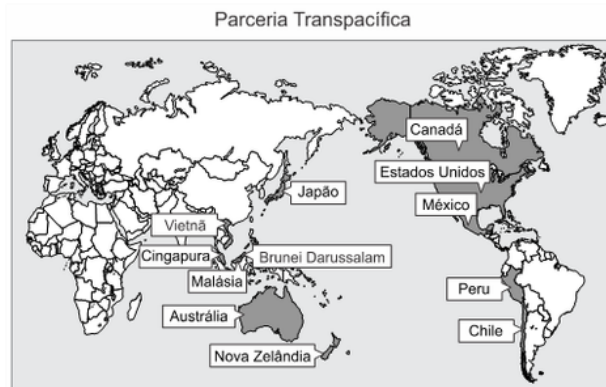 Parceria Transpacífica
Canadá
Estados Unidos
Japão
México
Vietnã
Cingapura
Brunei Darussalam
Malásia
Peru
Austrália
Chile
Nova Zelândia